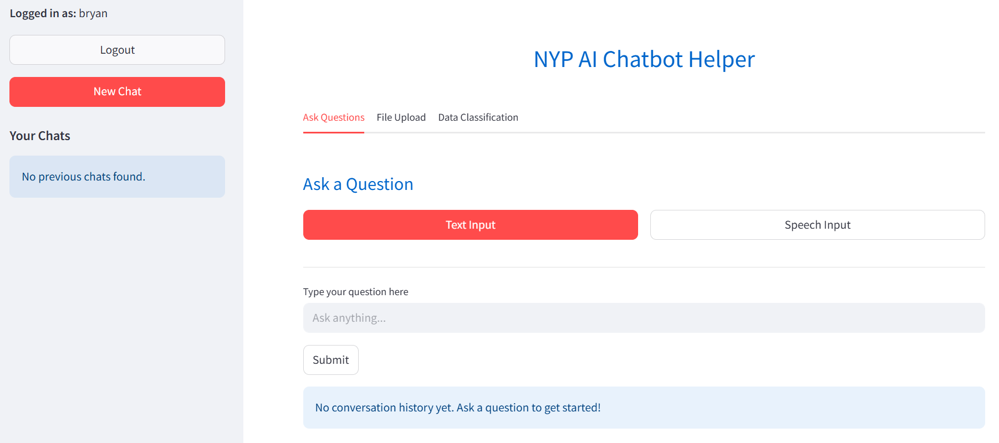 Logged in as: bryan
Logout
New Chat
Your Chats
No previous chats found.
NYP AI Chatbot Helper
Ask Questions File Upload Data Classification
Ask a Question
Text Input Speech Input
Type your question here
Ask anything...
Submit
No conversation history yet. Ask a question to get started!